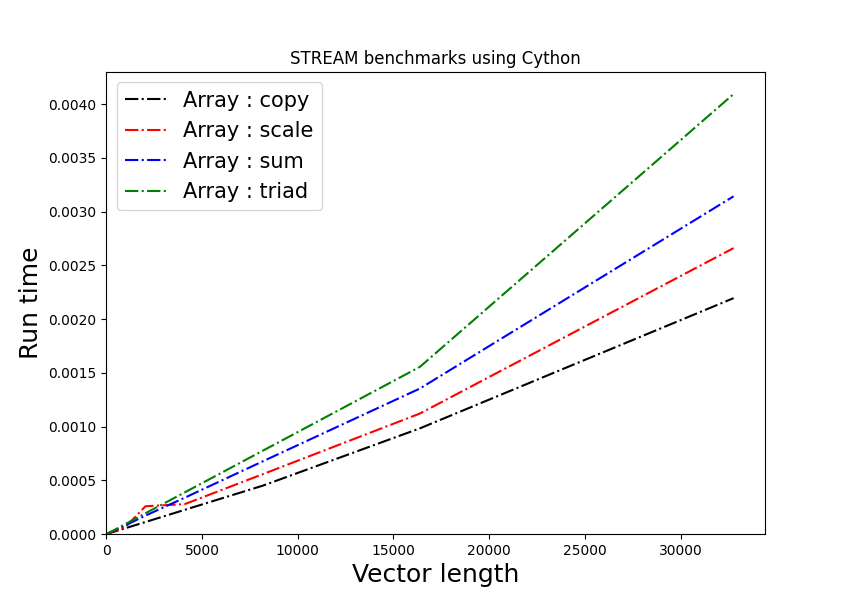 STREAM benchmarks using Cython
Array : copy
Array : scale
Array : sum
Array : triad
0.0040
0.0035
0.0030
0.0025
0.0020
0.0015
0.0010
0.0005
0.0000
Run time
0 5000 10000 15000 20000 25000 30000
Vector length